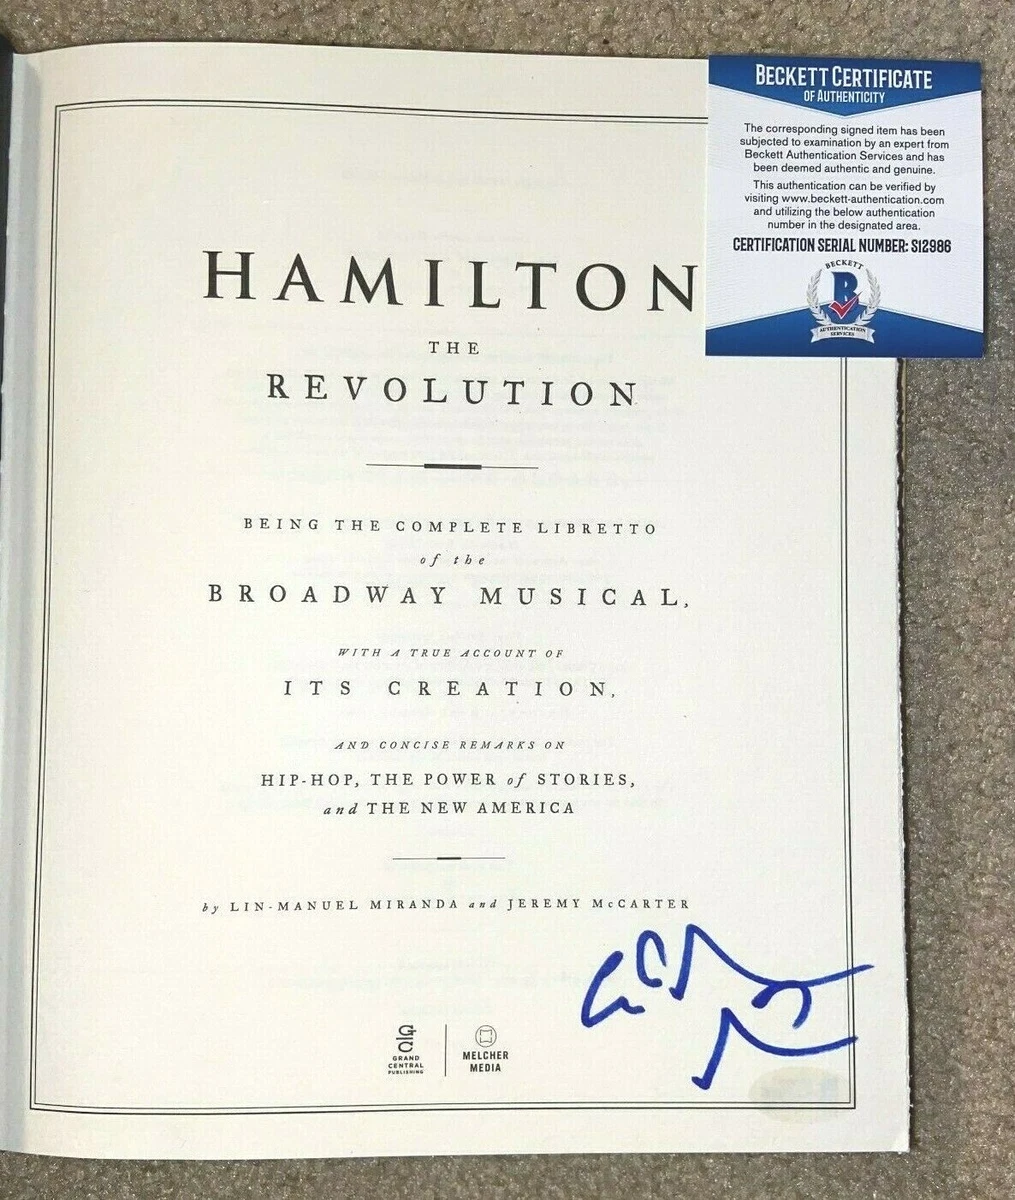 HAMILTON
THE
REVOLUTION
BEING THE COMPLETE LIBRETTO
of the
BROADWAY MUSICAL,
WITH A TRUE ACCOUNT OF
ITS CREATION,
AND CONCISE REMARKS ON
HIP-HOP, THE POWER of STORIES,
and THE NEW AMERICA
by LIN-MANUEL MIRANDA and JEREMY McCARTER
GRAND
CENTRAL
PUBLISHING
MELCHER
MEDIA
BECKETT CERTIFICATE
OF AUTHENTICITY
The corresponding signed item has been
subjected to examination by an expert from
Beckett Authentication Services and has
been deemed authentic and genuine.
This authentication can be verified by
visiting www.beckett-authentication.com
and utilizing the below authentication
number in the designated area.
CERTIFICATION SERIAL NUMBER: S12986
BECKETT
B
AUTHENTICATION
SERVICES